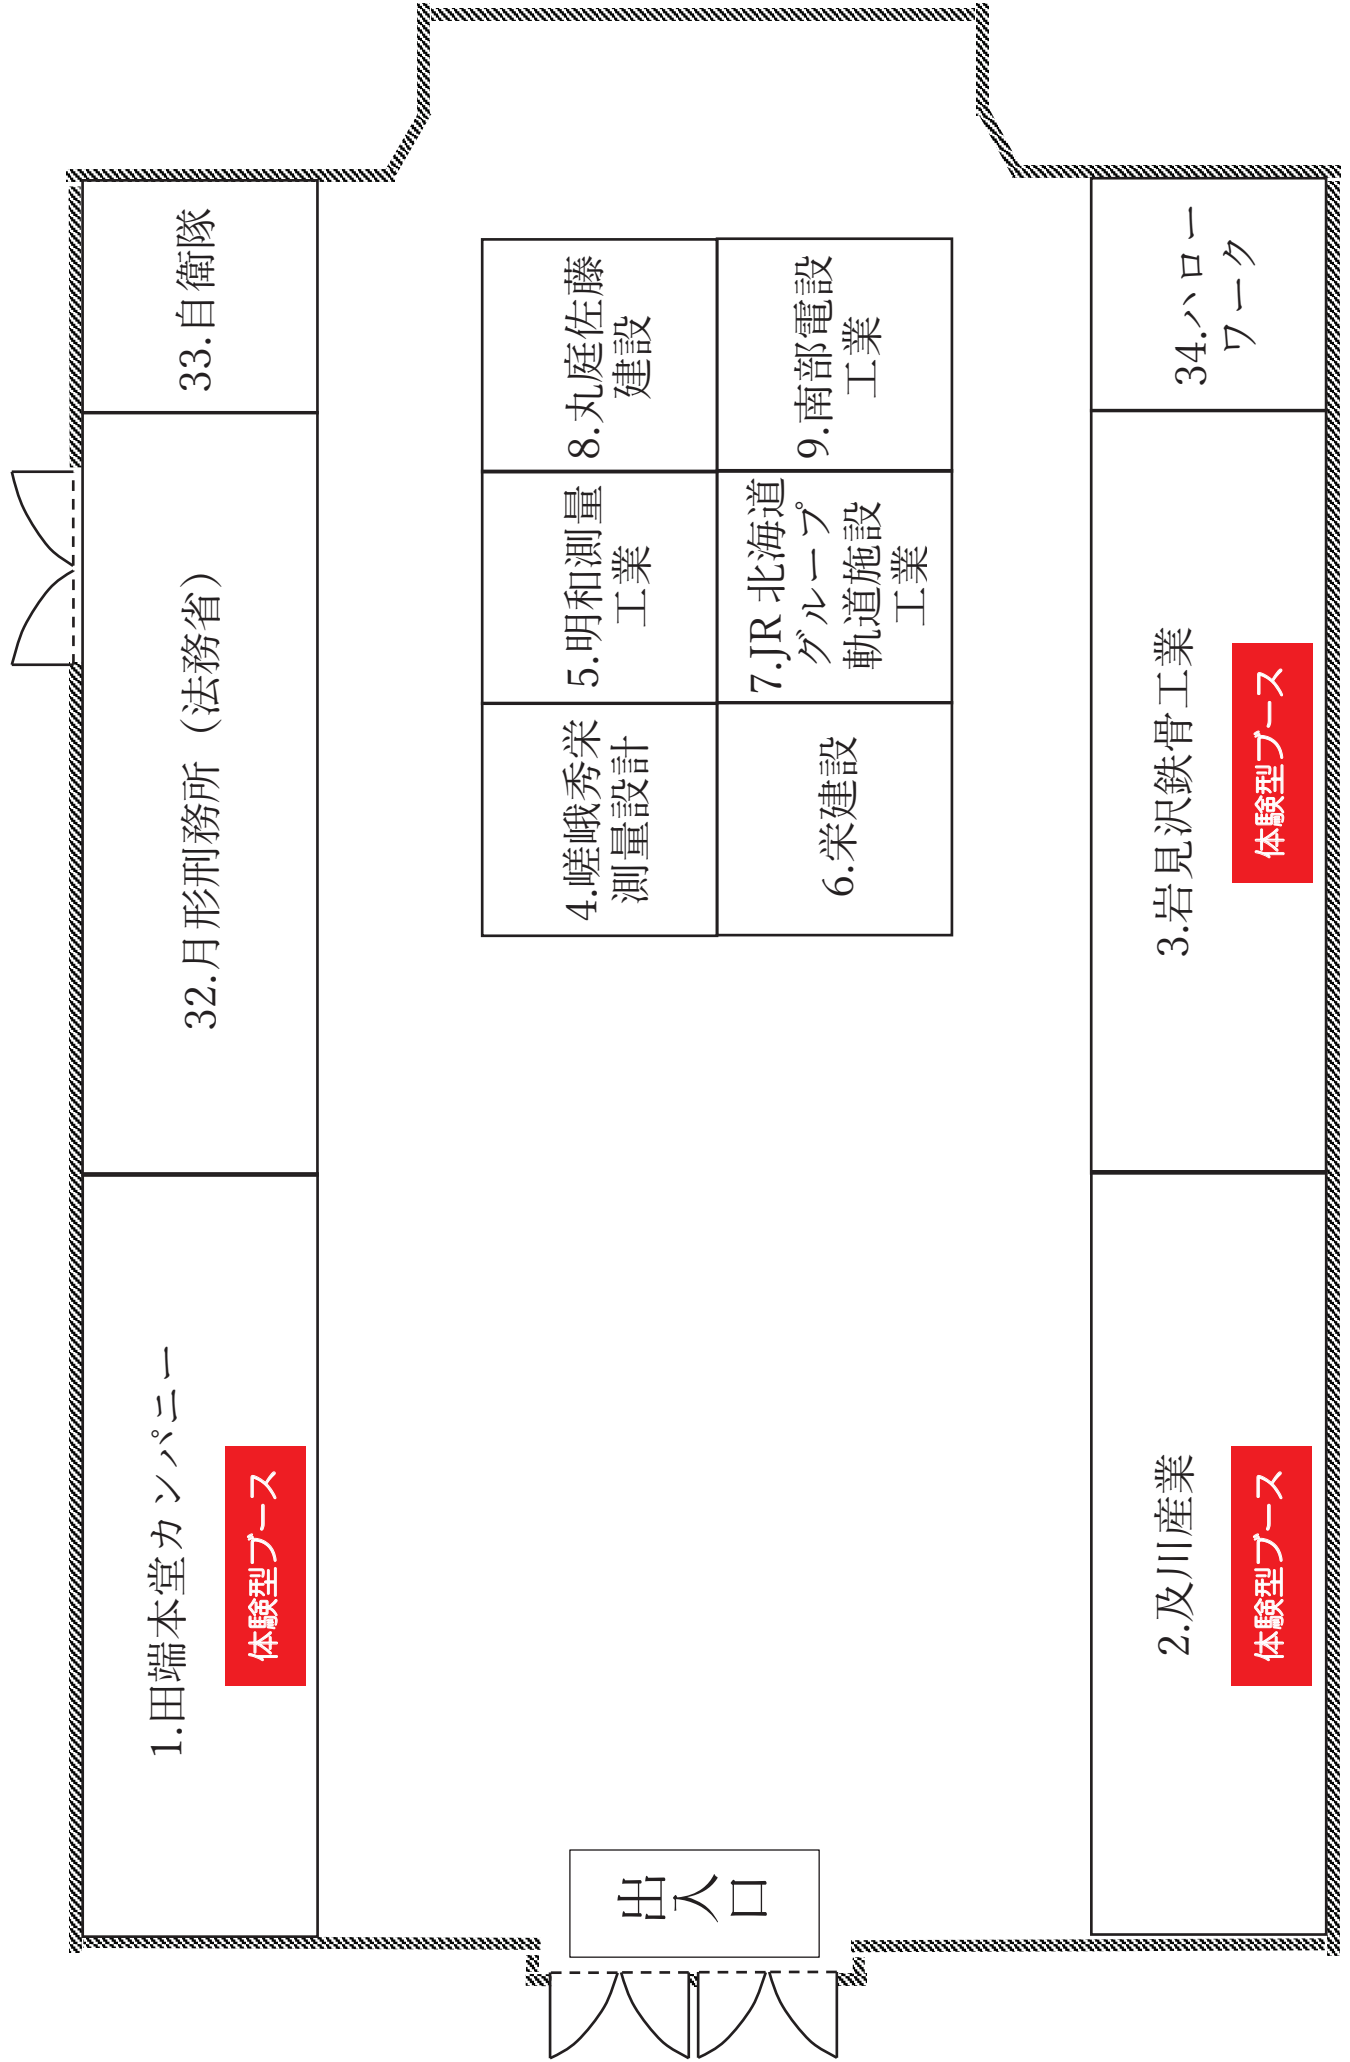 1.田端本堂カンパニー
体験型ブース
32.月形刑務所（法務省）
33.自衛隊
4.嵯峨秀栄
測量設計
5.明和測量
工業
8.丸庭佐藤
建設
6.栄建設
7.JR 北海道
グループ
軌道施設
工業
9.南部電設
工業
出
入
口
2.及川産業
体験型ブース
3.岩見沢鉄骨工業
体験型ブース
34.ハロー
ワーク